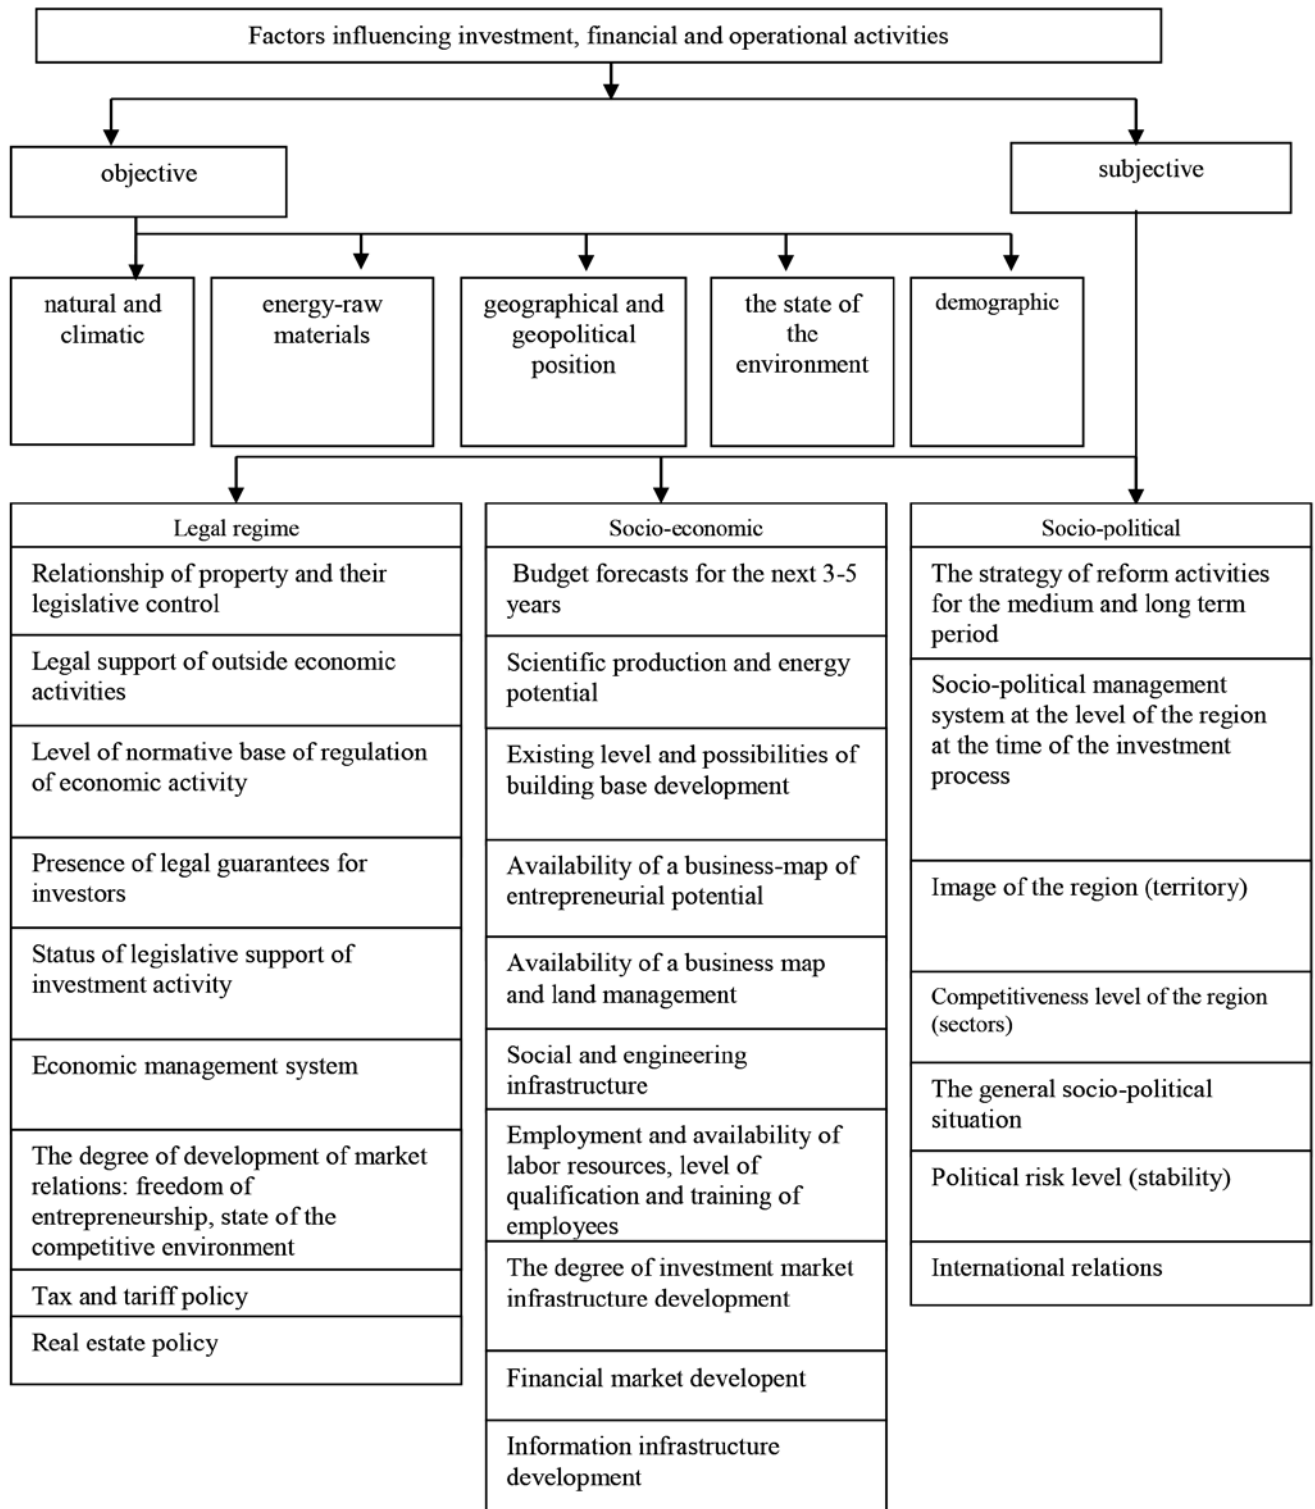 Factors influencing investment, financial and operational activities
objective
subjective
natural and
climatic
energy-raw
materials
geographical and
geopolitical
position
the state of
the
environment
demographic
Legal regime
Relationship of property and their
legislative control
Legal support of outside economic
activities
Level of normative base of regulation
of economic activity
Presence of legal guarantees for
investors
Status of legislative support of
investment activity
Economic management system
The degree of development of market
relations: freedom of
entrepreneurship, state of the
competitive environment
Tax and tariff policy
Real estate policy
Socio-economic
Budget forecasts for the next 3-5
years
Scientific production and energy
potential
Existing level and possibilities of
building base development
Availability of a business-map of
entrepreneurial potential
Availability of a business map
and land management
Social and engineering
infrastructure
Employment and availability of
labor resources, level of
qualification and training of
employees
The degree of investment market
infrastructure development
Financial market developent
Information infrastructure
development
Socio-political
The strategy of reform activities
for the medium and long term
period
Socio-political management
system at the level of the region
at the time of the investment
process
Image of the region (territory)
Competitiveness level of the region
(sectors)
The general socio-political
situation
Political risk level (stability)
International relations